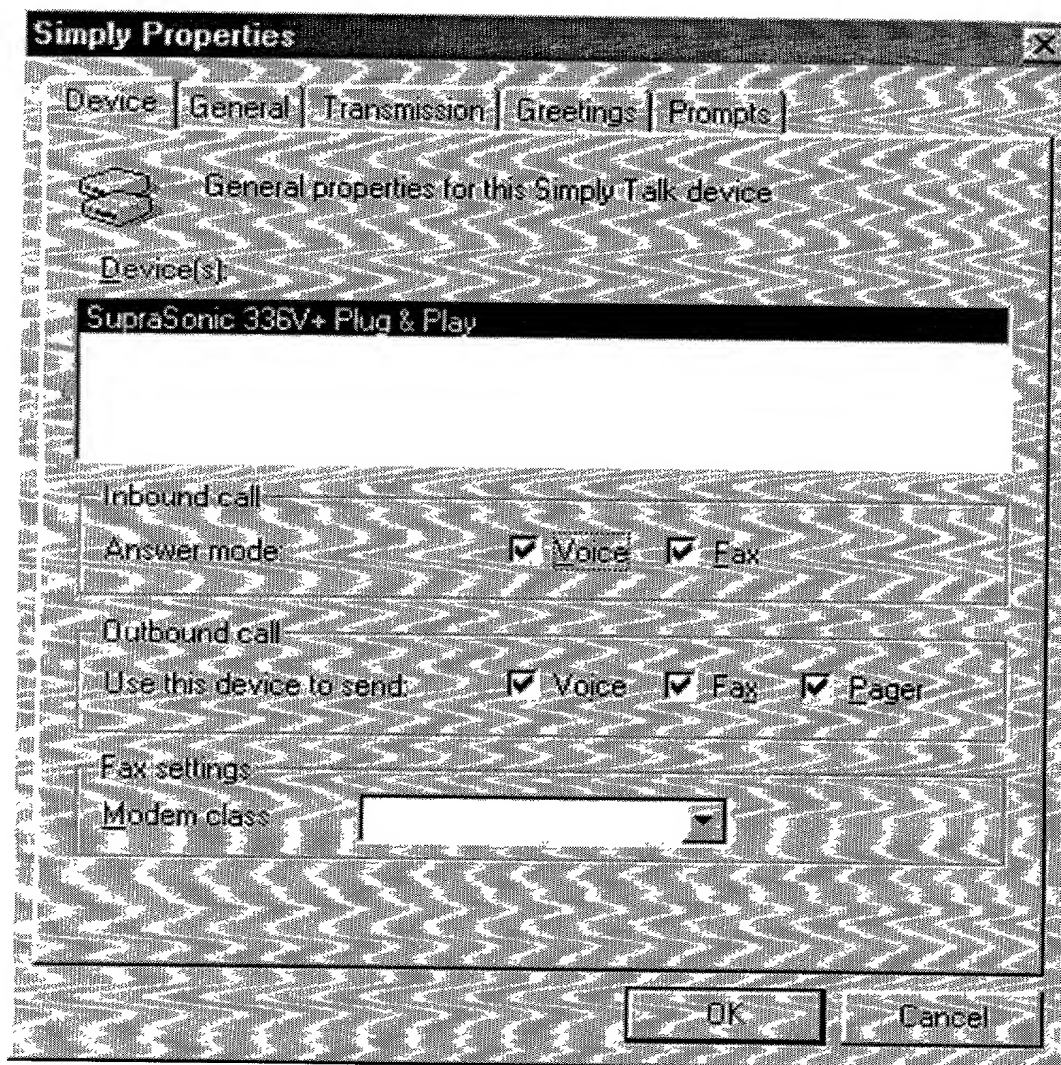 Simply Properties
Device General Transmission Greetings Prompts
General properties for this Simply Talk device
Device(s):
SupraSonic 336V+ Plug & Play
Inbound call
Answer mode: Voice Fax
Outbound call
Use this device to send: Voice Fax Pager
Fax settings
Modem class
OK Cancel